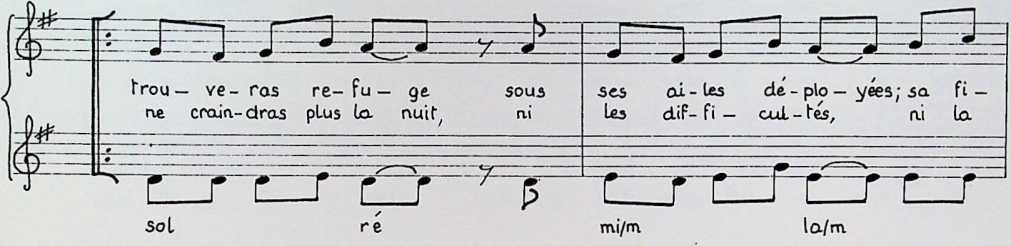 trou– ve–ras re–fu–ge sous ses ai–les dé–plo–yées; sa fi–
ne crain–dras plus la nuit, ni les dif–fi– cul–tés, ni la
sol ré mi/m la/m